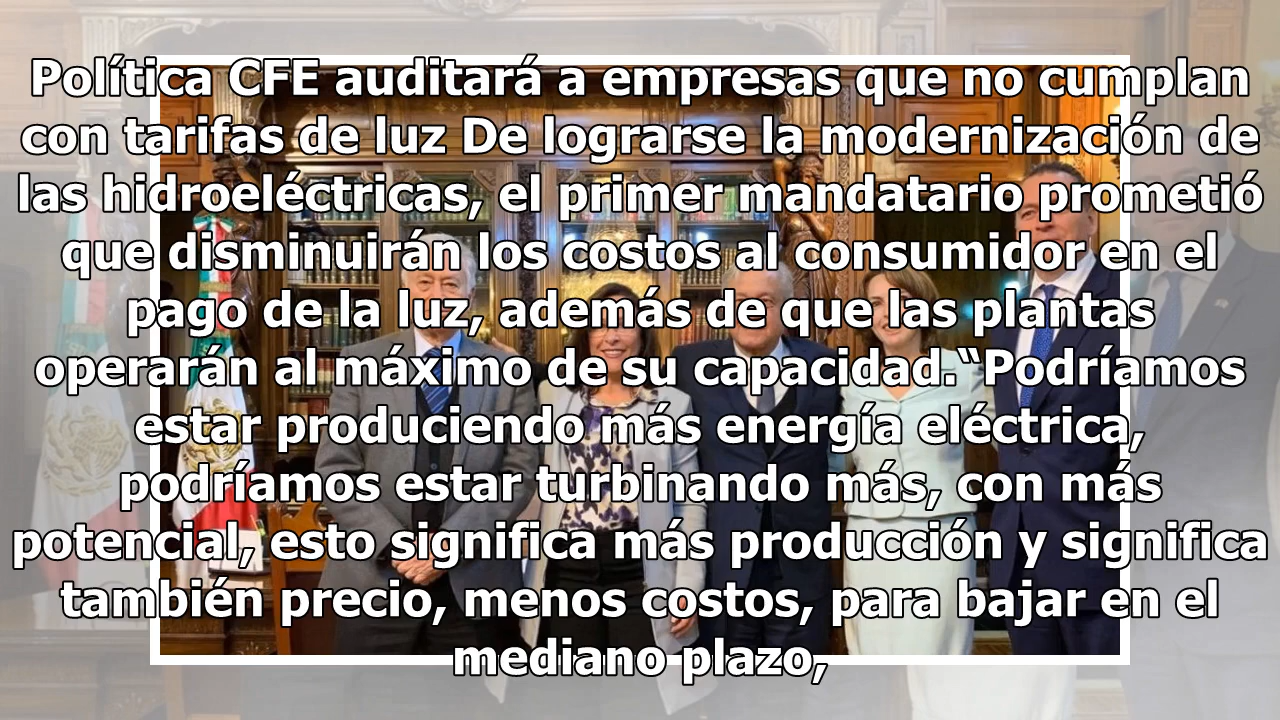 Política CFE auditará a empresas que no cumplan
con tarifas de luz De lograrse la modernización de
las hidroeléctricas, el primer mandatario prometió
que disminuirán los costos al consumidor en el
pago de la luz, además de que las plantas
operarán al máximo de su capacidad.“Podríamos
estar produciendo más energía eléctrica,
podríamos estar turbinando más, con más
potencial, esto significa más producción y significa
también precio, menos costos, para bajar en el
mediano plazo,